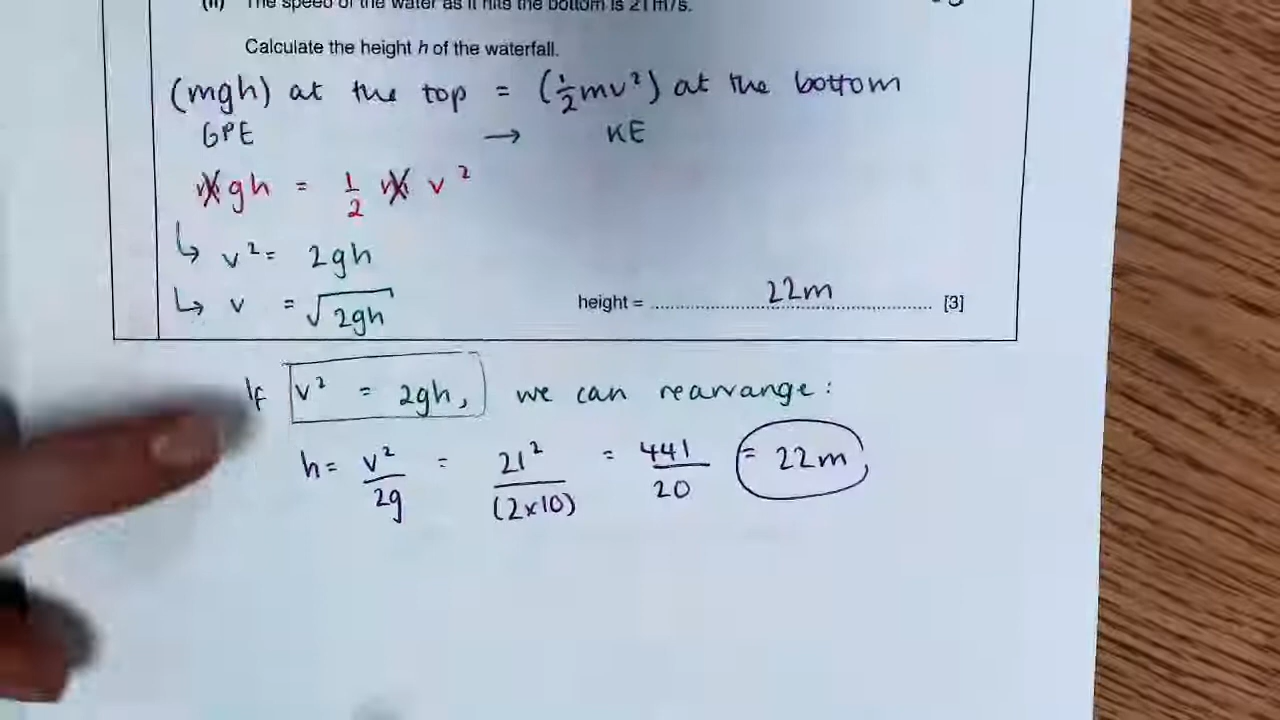 (ii) The speed of the water as it hits the bottom is 21 m/s.
Calculate the height h of the waterfall.
(mgh) at the top = (½mv²) at the bottom
GPE → KE
mgh = 1/2 m v²
↳ v² = 2gh
↳ v = √2gh
height = .......... 22m .......... [3]
If v² = 2gh, we can rearrange:
h = v²/2g = 21²/(2×10) = 441/20 = 22m,